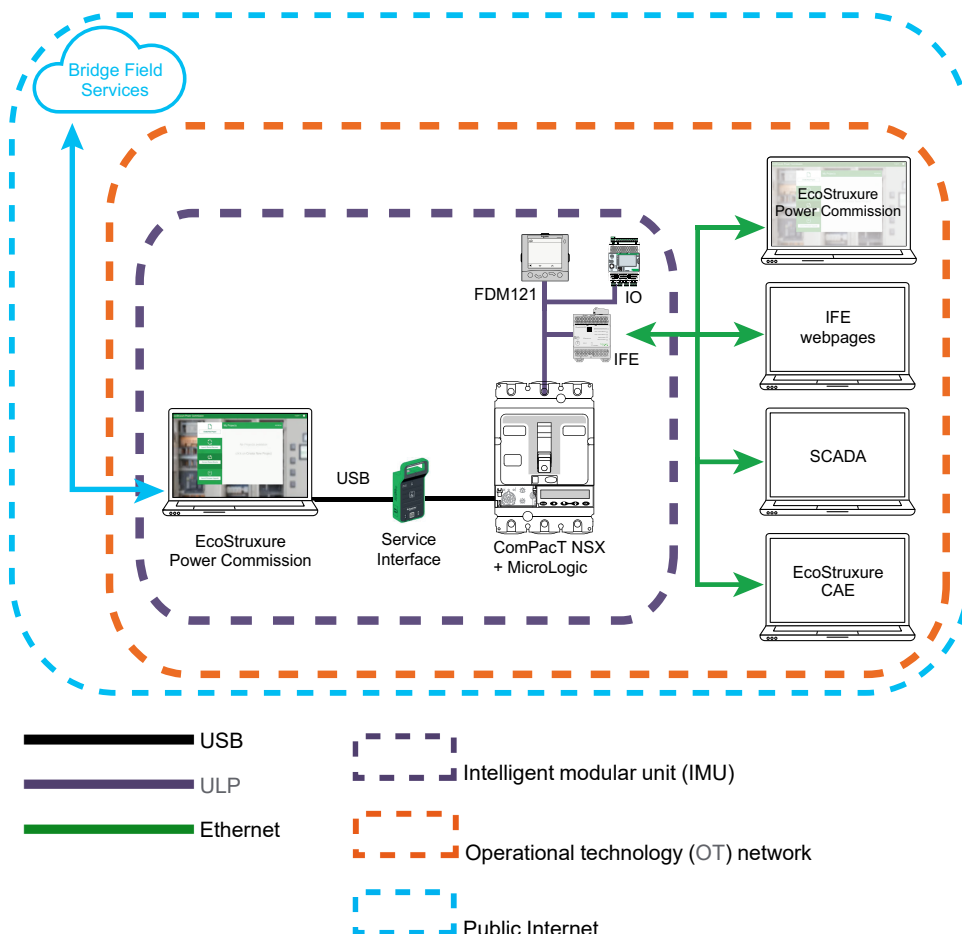 Bridge Field
Services
EcoStruxure
Power Commission
FDM121
IO
IFE
IFE
webpages
SCADA
USB
EcoStruxure
Power Commission
Service
Interface
ComPacT NSX
+ MicroLogic
EcoStruxure
CAE
USB
ULP
Ethernet
Intelligent modular unit (IMU)
Operational technology (OT) network
Public Internet